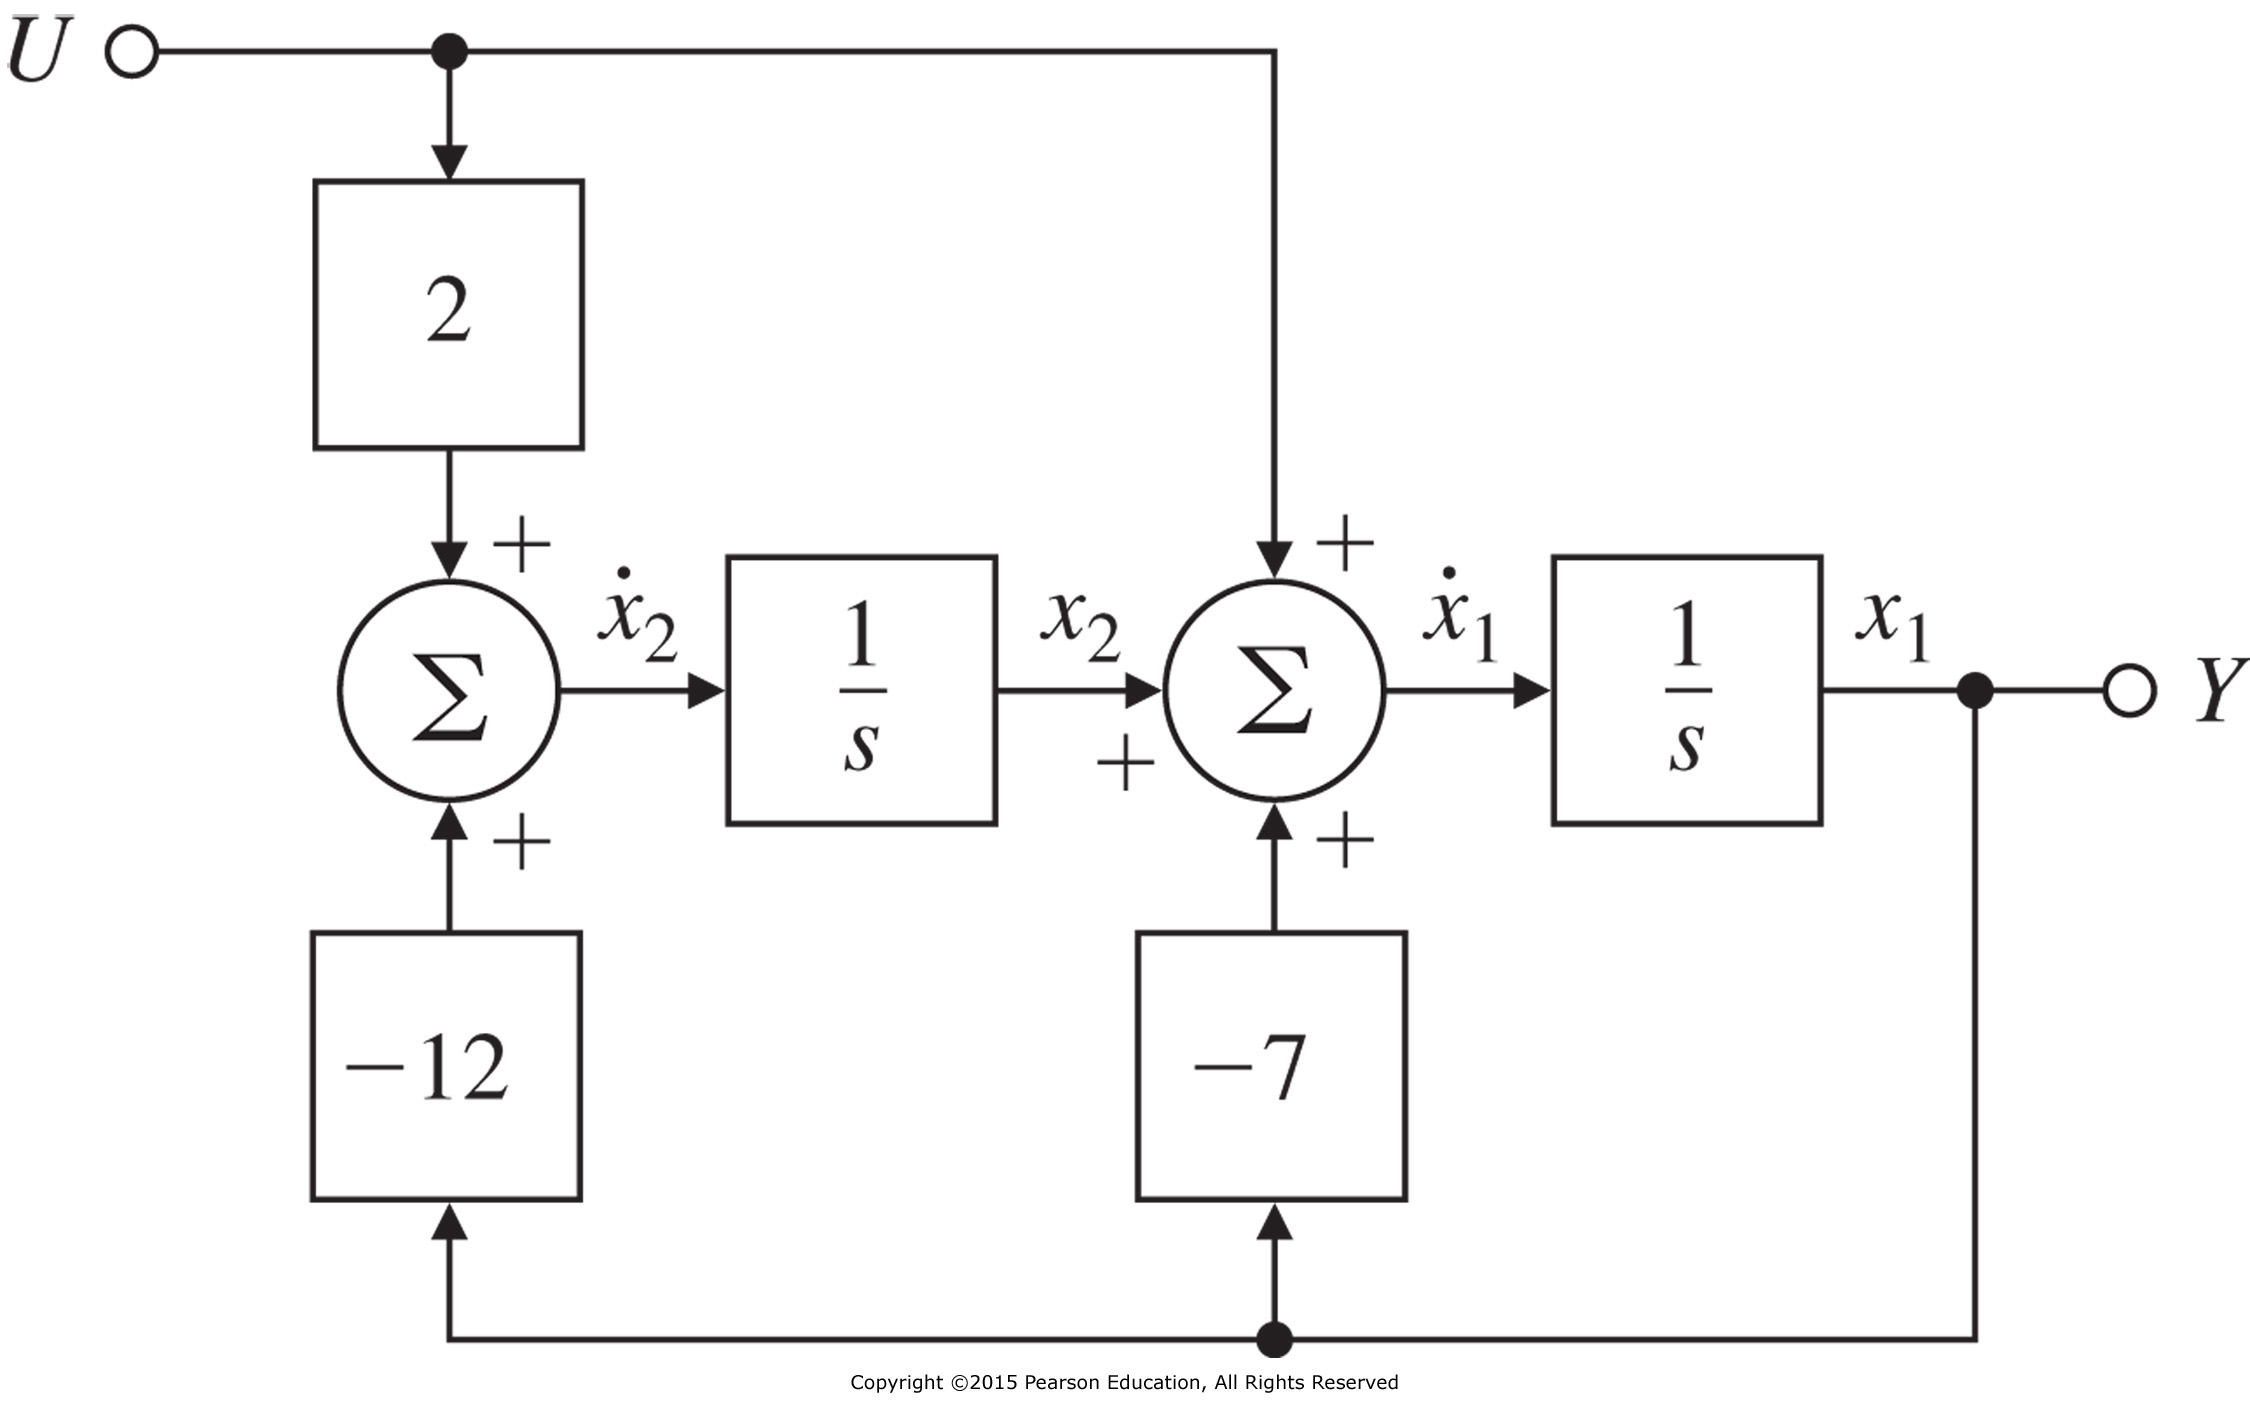 U
2
+
+
ẋ₂
1/s
x₂
ẋ₁
1/s
x₁
Σ
Σ
Y
+
+
+
−12
−7
Copyright ©2015 Pearson Education, All Rights Reserved